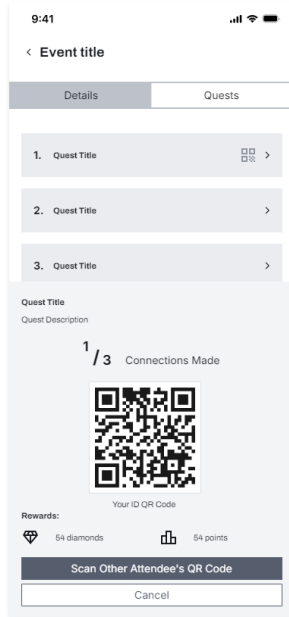 9:41
Event title
Details Quests
1. Quest Title
2. Quest Title
3. Quest Title
Quest Title
Quest Description
1/3 Connections Made
Your ID QR Code
Rewards:
54 diamonds 54 points
Scan Other Attendee's QR Code
Cancel